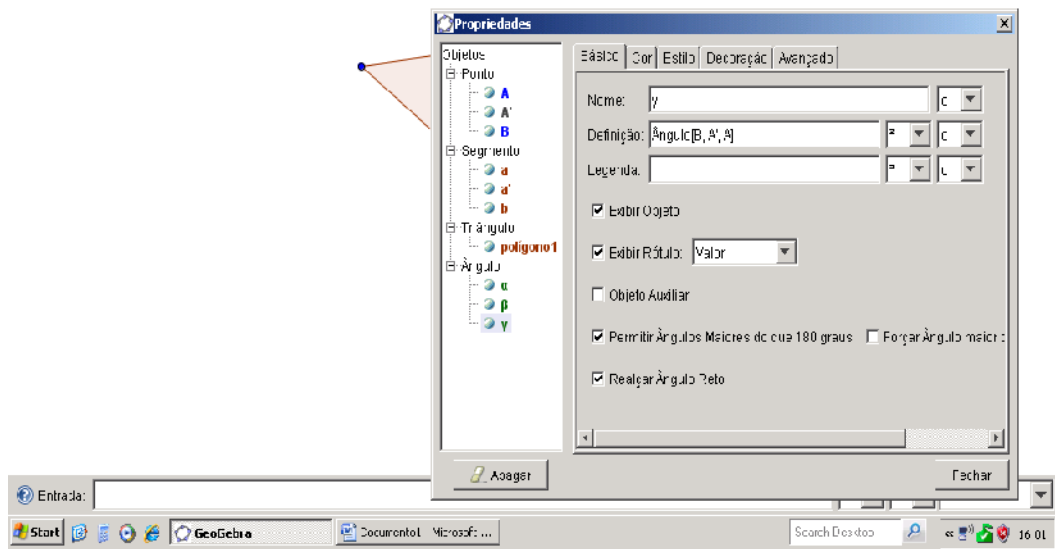 Propriedades
Objetos
Ponto
A
A'
B
Segmento
a
a'
b
Triângulo
polígono1
Ângulo
α
β
γ
Básico Cor Estilo Decoração Avançado
Nome: γ
Definição: Ângulo[B, A', A]
Legenda:
Exibir Objeto
Exibir Rótulo: Valor
Objeto Auxiliar
Permitir Ângulos Maiores do que 180 graus Forçar Ângulo maior
Realçar Ângulo Reto
Apagar
Fechar
Entrada:
Start GeoGebra Documento1 Microsoft ... Search Desktop « 16:01